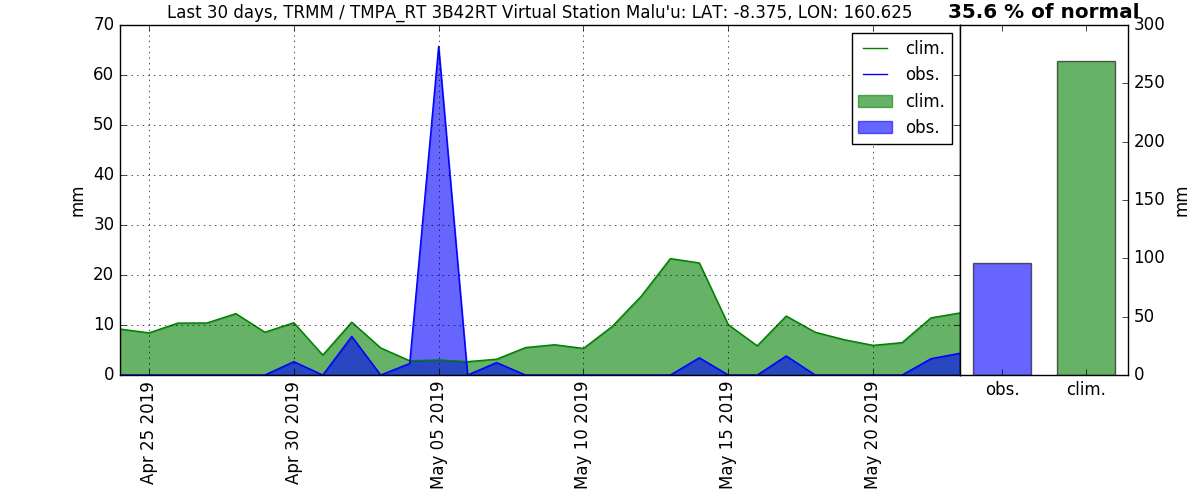 Last 30 days, TRMM / TMPA_RT 3B42RT Virtual Station Malu'u: LAT: -8.375, LON: 160.625
35.6 % of normal
70
60
50
40
30
20
10
0
mm
clim.
obs.
clim.
obs.
Apr 25 2019
Apr 30 2019
May 05 2019
May 10 2019
May 15 2019
May 20 2019
300
250
200
150
100
50
0
mm
obs.
clim.